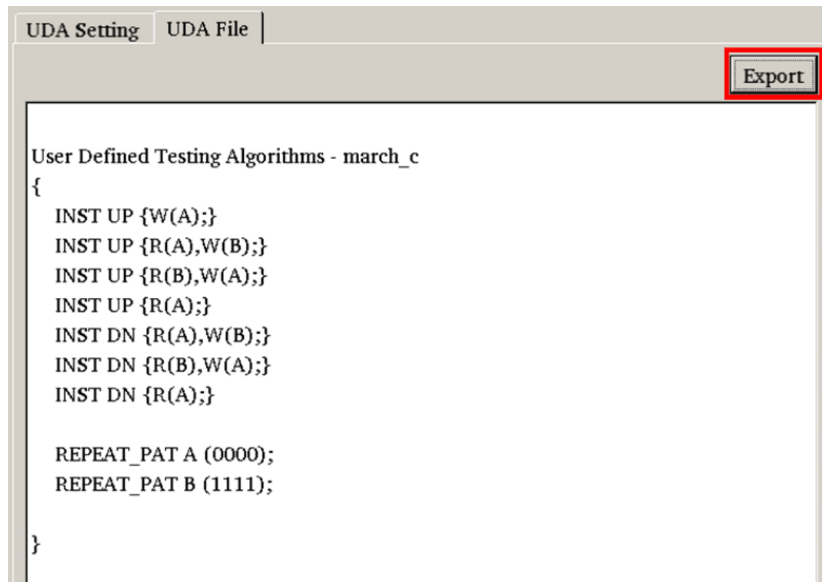 UDA Setting UDA File
Export
User Defined Testing Algorithms - march_c
{
INST UP {W(A);}
INST UP {R(A),W(B);}
INST UP {R(B),W(A);}
INST UP {R(A);}
INST DN {R(A),W(B);}
INST DN {R(B),W(A);}
INST DN {R(A);}
REPEAT_PAT A (0000);
REPEAT_PAT B (1111);
}